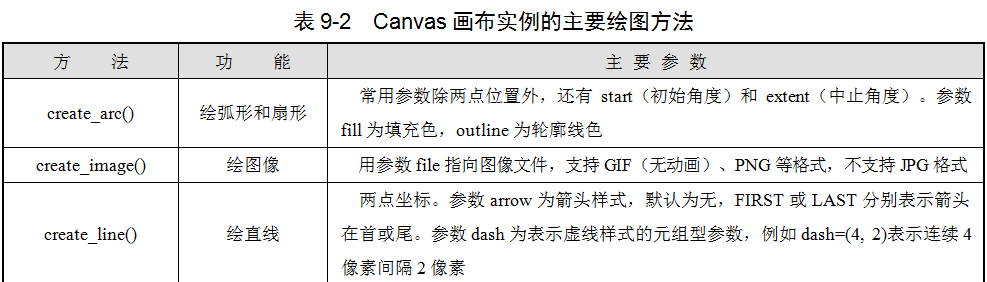 表 9-2 Canvas 画布实例的主要绘图方法
方 法 功 能 主 要 参 数
create_arc() 绘弧形和扇形 常用参数除两点位置外，还有 start（初始角度）和 extent（中止角度）。参数
fill 为填充色，outline 为轮廓线色
create_image() 绘图像 用参数 file 指向图像文件，支持 GIF（无动画）、PNG 等格式，不支持 JPG 格式
create_line() 绘直线 两点坐标。参数 arrow 为箭头样式，默认为无，FIRST 或 LAST 分别表示箭头
在首或尾。参数 dash 为表示虚线样式的元组型参数，例如 dash=(4, 2)表示连续 4
像素间隔 2 像素